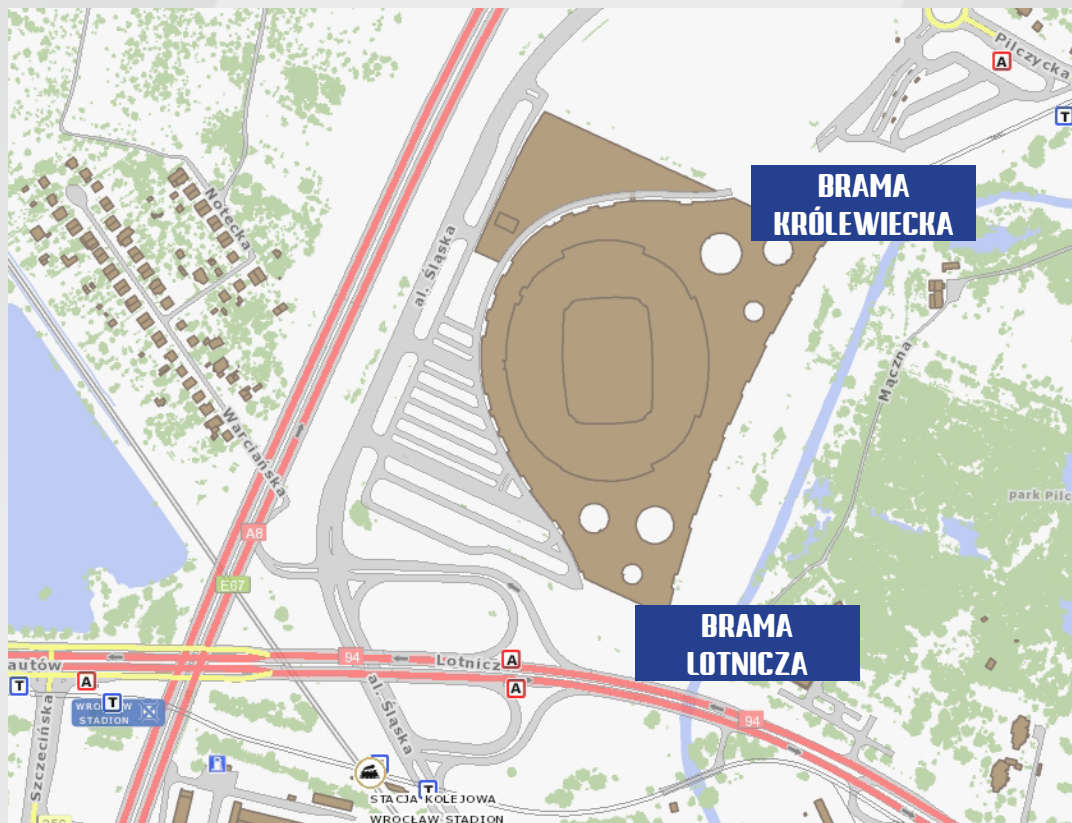 Pilczycka
A
T
BRAMA
KRÓLEWIECKA
Notecka
al. Śląska
Mączna
Warciańska
park Pilc
A8
E67
BRAMA
LOTNICZA
autów
94
Lotnicz
A
A
T
A
T
WROCŁAW
STADION
al. Śląska
94
Szczecińska
T
STACJA KOLEJOWA
WROCŁAW STADION